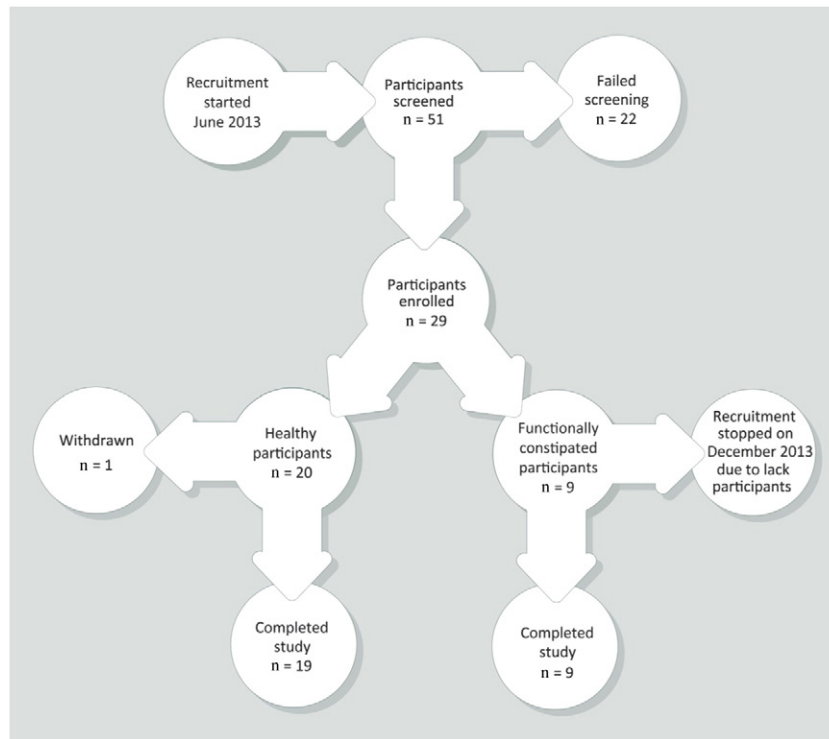 Recruitment
started
June 2013
Participants
screened
n = 51
Failed
screening
n = 22
Participants
enrolled
n = 29
Withdrawn
n = 1
Healthy
participants
n = 20
Functionally
constipated
participants
n = 9
Recruitment
stopped on
December 2013
due to lack
participants
Completed
study
n = 19
Completed
study
n = 9